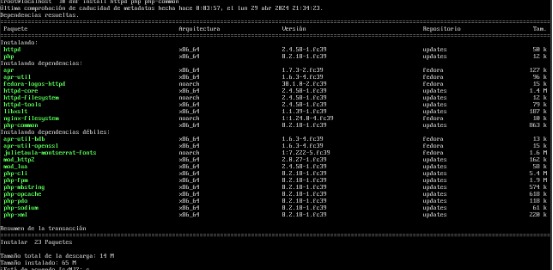 [root@localhost ~]# dnf install httpd php php-common
Última comprobación de caducidad de metadatos hecha hace 0:03:57, el lun 29 abr 2024 21:34:23.
Dependencias resueltas.
Paquete Arquitectura Versión Repositorio Tam.
Instalando:
httpd x86_64 2.4.58-1.fc39 updates 50 k
php x86_64 8.2.18-1.fc39 updates 12 k
Instalando dependencias:
apr x86_64 1.7.3-2.fc39 fedora 127 k
apr-util x86_64 1.6.3-4.fc39 fedora 96 k
fedora-logos-httpd noarch 38.1.0-2.fc39 fedora 15 k
httpd-core x86_64 2.4.58-1.fc39 updates 1.4 M
httpd-filesystem noarch 2.4.58-1.fc39 updates 12 k
httpd-tools x86_64 2.4.58-1.fc39 updates 79 k
libxslt x86_64 1.1.39-1.fc39 updates 187 k
nginx-filesystem noarch 1:1.24.0-4.fc39 fedora 10 k
php-common x86_64 8.2.18-1.fc39 updates 863 k
Instalando dependencias débiles:
apr-util-bdb x86_64 1.6.3-4.fc39 fedora 13 k
apr-util-openssl x86_64 1.6.3-4.fc39 fedora 15 k
julietaula-montserrat-fonts noarch 1:7.222-5.fc39 fedora 1.6 M
mod_http2 x86_64 2.0.27-1.fc39 updates 162 k
mod_lua x86_64 2.4.58-1.fc39 updates 58 k
php-cli x86_64 8.2.18-1.fc39 updates 5.4 M
php-fpm x86_64 8.2.18-1.fc39 updates 1.9 M
php-mbstring x86_64 8.2.18-1.fc39 updates 574 k
php-opcache x86_64 8.2.18-1.fc39 updates 618 k
php-pdo x86_64 8.2.18-1.fc39 updates 118 k
php-sodium x86_64 8.2.18-1.fc39 updates 61 k
php-xml x86_64 8.2.18-1.fc39 updates 220 k
Resumen de la transacción
Instalar 23 Paquetes
Tamaño total de la descarga: 14 M
Tamaño instalado: 65 M
¿Está de acuerdo [s/N]?: s